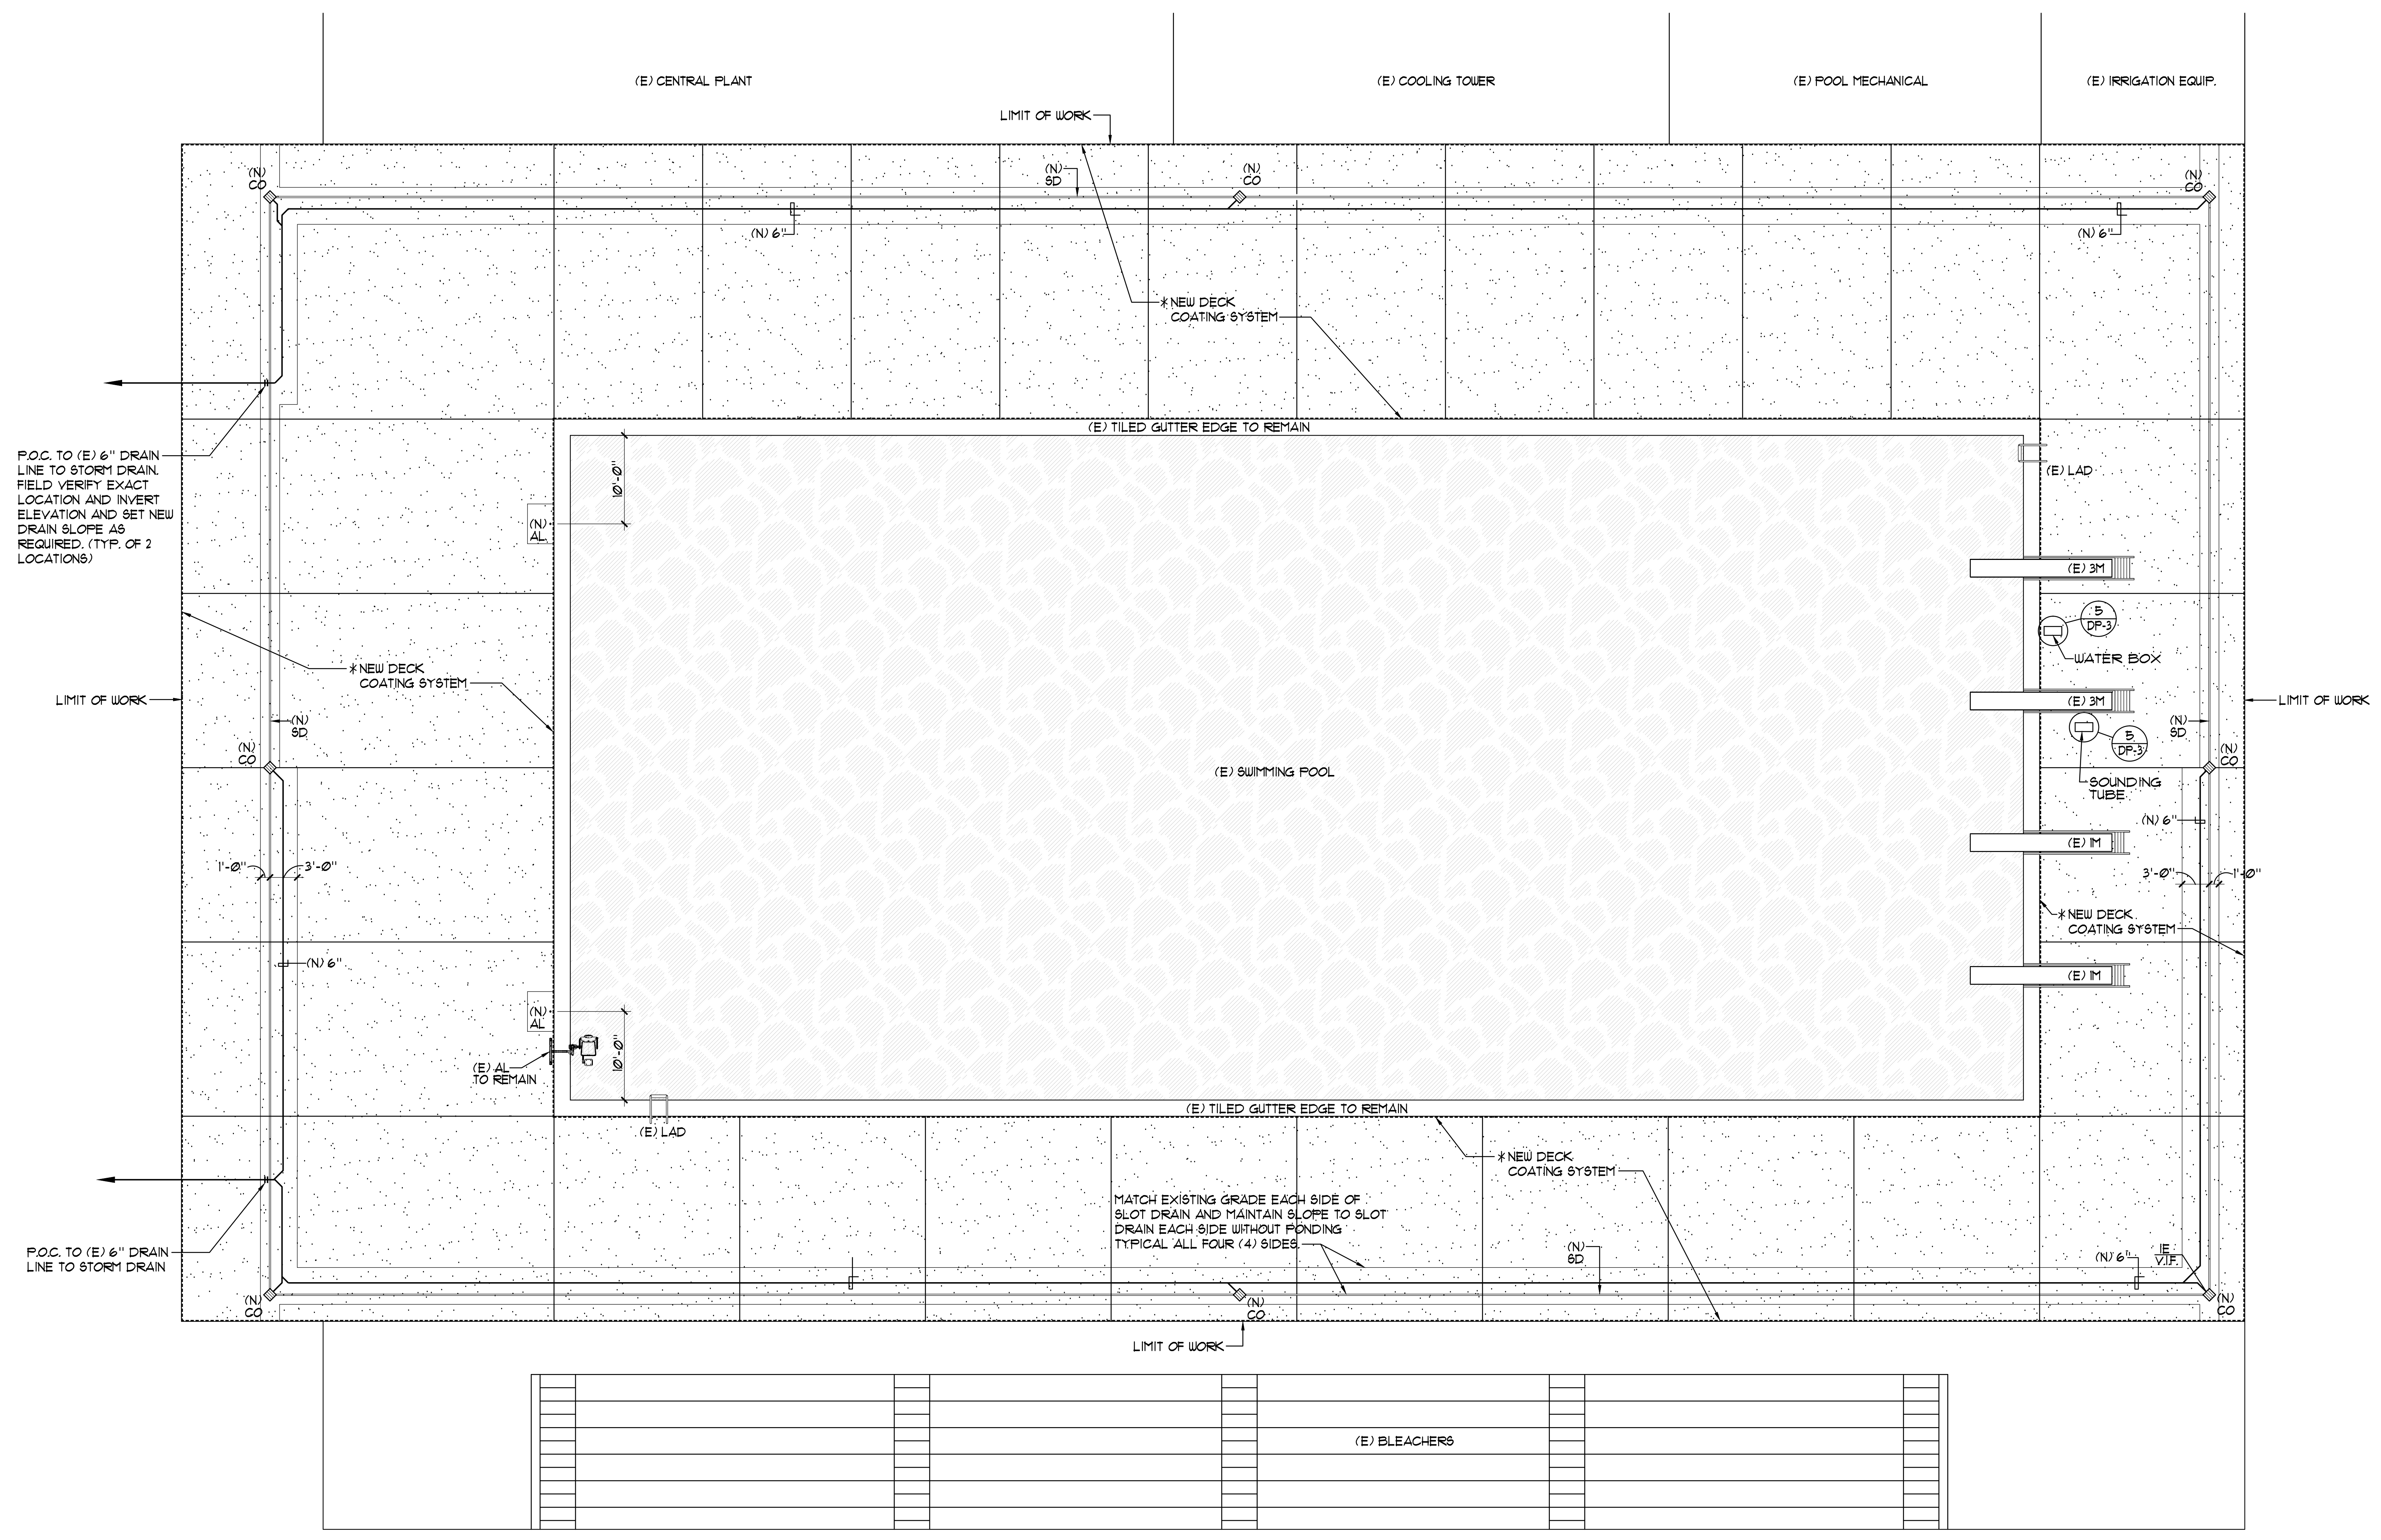 (E) CENTRAL PLANT
(E) COOLING TOWER
(E) POOL MECHANICAL
(E) IRRIGATION EQUIP.
LIMIT OF WORK
(N)
CO
(N)
SD
(N)
CO
(N)
CO
(N) 6"
(N) 6"
*NEW DECK
COATING SYSTEM
(E) TILED GUTTER EDGE TO REMAIN
P.O.C. TO (E) 6" DRAIN
LINE TO STORM DRAIN.
FIELD VERIFY EXACT
LOCATION AND INVERT
ELEVATION AND SET NEW
DRAIN SLOPE AS
REQUIRED. (TYP. OF 2
LOCATIONS)
10'-0"
(N)
AL
(E) LAD
(E) 3M
5
DP-3
WATER BOX
*NEW DECK
COATING SYSTEM
LIMIT OF WORK
(E) 3M
LIMIT OF WORK
(N)
SD
(N)
SD
5
DP-3
(N)
CO
(N)
CO
(E) SWIMMING POOL
SOUNDING
TUBE
(N) 6"
(E) 1M
1'-0"
3'-0"
3'-0"
1'-0"
*NEW DECK
COATING SYSTEM
(N) 6"
(E) 1M
(N)
AL
10'-0"
(E) AL
TO REMAIN
(E) TILED GUTTER EDGE TO REMAIN
(E) LAD
*NEW DECK
COATING SYSTEM
MATCH EXISTING GRADE EACH SIDE OF
SLOT DRAIN AND MAINTAIN SLOPE TO SLOT
DRAIN EACH SIDE WITHOUT PONDING
TYPICAL ALL FOUR (4) SIDES.
P.O.C. TO (E) 6" DRAIN
LINE TO STORM DRAIN
(N)
SD
(N) 6"
I.E.
V.I.F.
(N)
CO
(N)
CO
(N)
CO
LIMIT OF WORK
(E) BLEACHERS